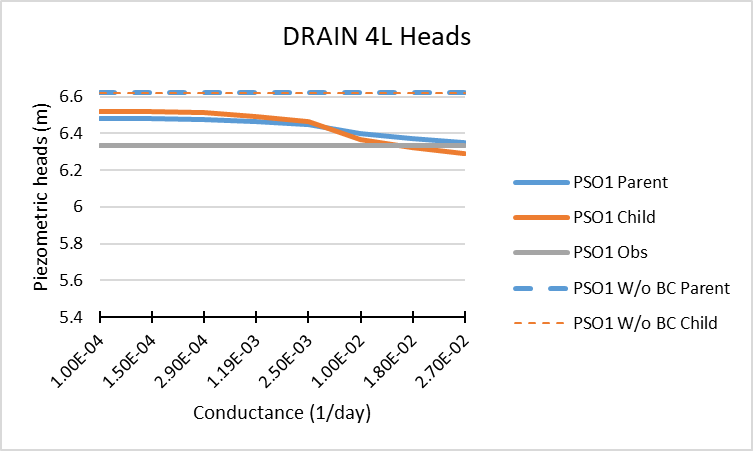 DRAIN 4L Heads
Piezometric heads (m)
6.6
6.4
6.2
6
5.8
5.6
5.4
1.00E-04
1.50E-04
2.90E-04
1.19E-03
2.50E-03
1.00E-02
1.80E-02
2.70E-02
Conductance (1/day)
PSO1 Parent
PSO1 Child
PSO1 Obs
PSO1 W/o BC Parent
PSO1 W/o BC Child